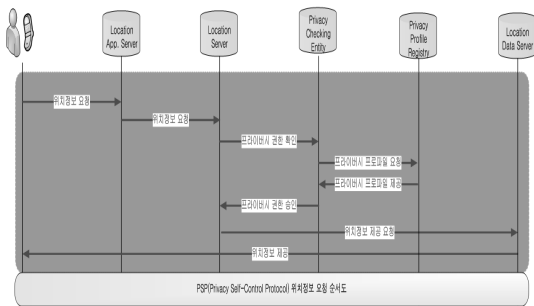 Location
App. Server
Location
Server
Privacy
Checking
Entity
Privacy
Profile
Registry
Location
Data Server
위치정보 요청
위치정보 요청
프라이버시 권한 확인
프라이버시 프로파일 요청
프라이버시 프로파일 제공
프라이버시 권한 승인
위치정보 제공 요청
위치정보 제공
PSP(Privacy Self-Control Protocol) 위치정보 요청 순서도